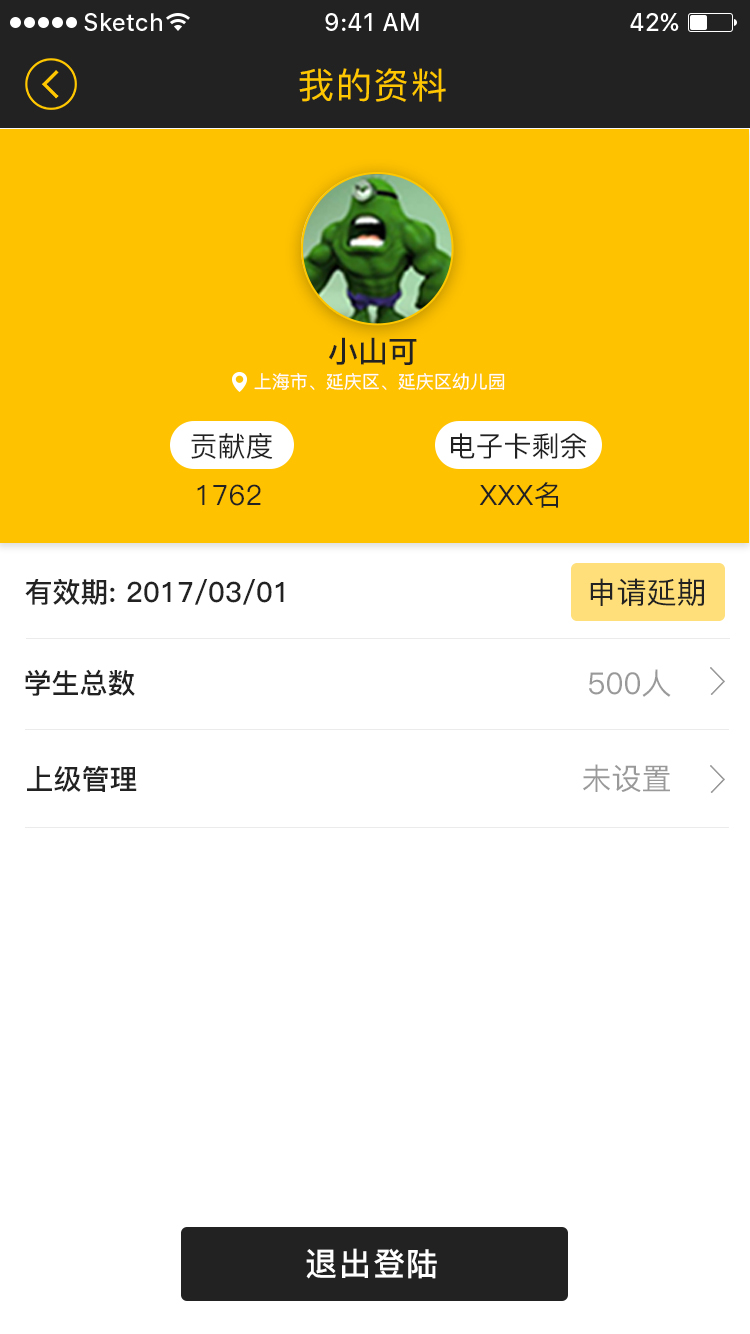 ●●●●● Sketch 9:41 AM 42%
我的资料
小山可
上海市、延庆区、延庆区幼儿园
贡献度 电子卡剩余
1762 XXX名
有效期: 2017/03/01 申请延期
学生总数 500人
上级管理 未设置
退出登陆